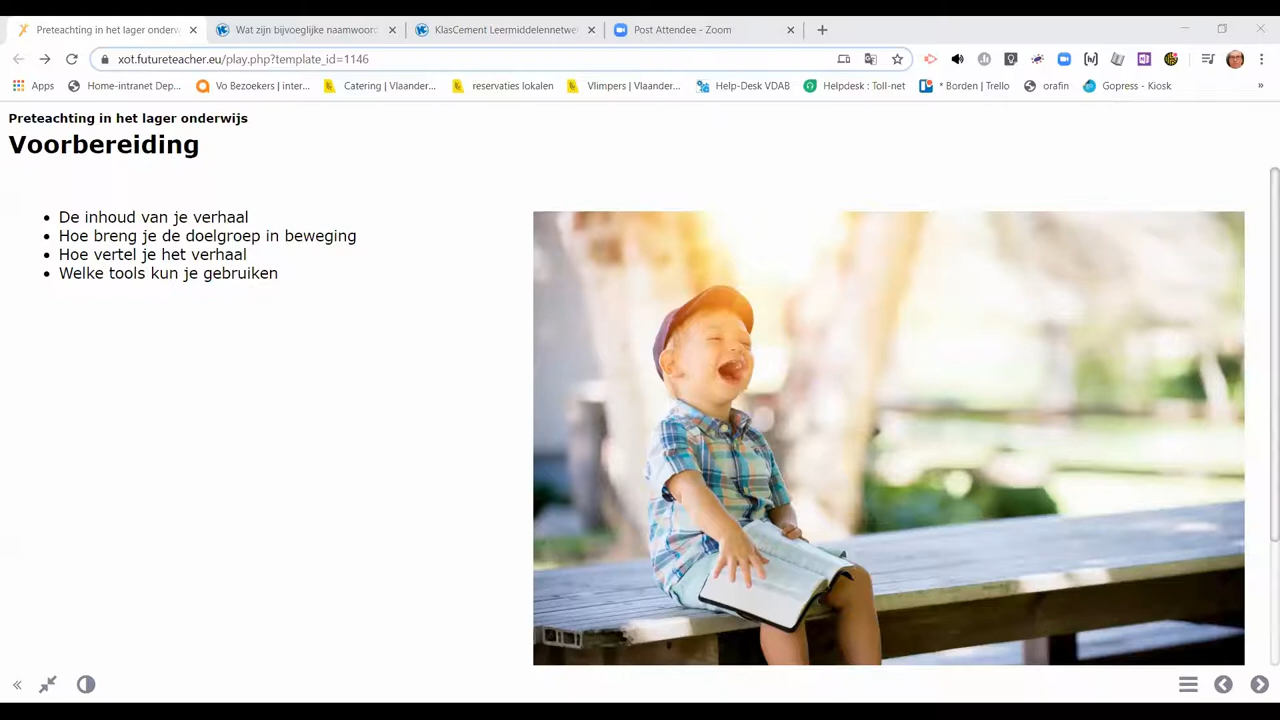 Preteaching in het lager onderw
Wat zijn bijvoeglijke naamwoord
KlasCement Leermiddelennetwe
Post Attendee - Zoom
xot.futureteacher.eu/play.php?template_id=1146
Apps
Home-intranet Dep...
Vo Bezoekers | inter...
Catering | Vlaander...
reservaties lokalen
Vlimpers | Vlaander...
Help-Desk VDAB
Helpdesk : Toll-net
* Borden | Trello
orafin
Gopress - Kiosk
»
Preteachting in het lager onderwijs
Voorbereiding
• De inhoud van je verhaal
• Hoe breng je de doelgroep in beweging
• Hoe vertel je het verhaal
• Welke tools kun je gebruiken